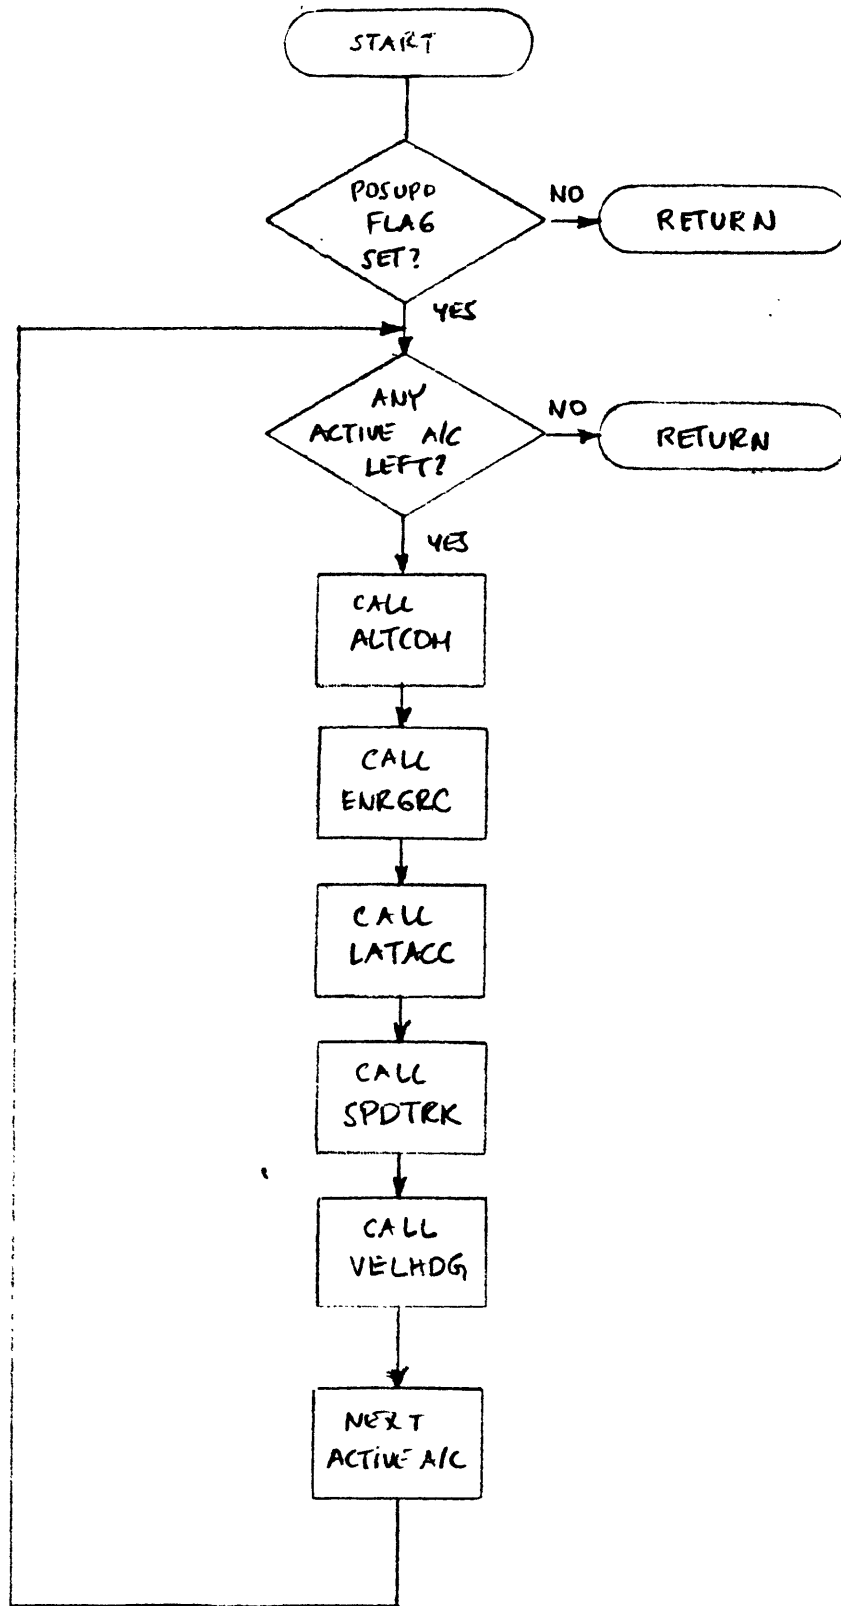 START
POSUPD
FLAG
SET?
NO
RETURN
YES
ANY
ACTIVE A/C
LEFT?
NO
RETURN
YES
CALL
ALTCOM
CALL
ENRGRC
CALL
LATACC
CALL
SPDTRK
CALL
VELHDG
NEXT
ACTIVE A/C